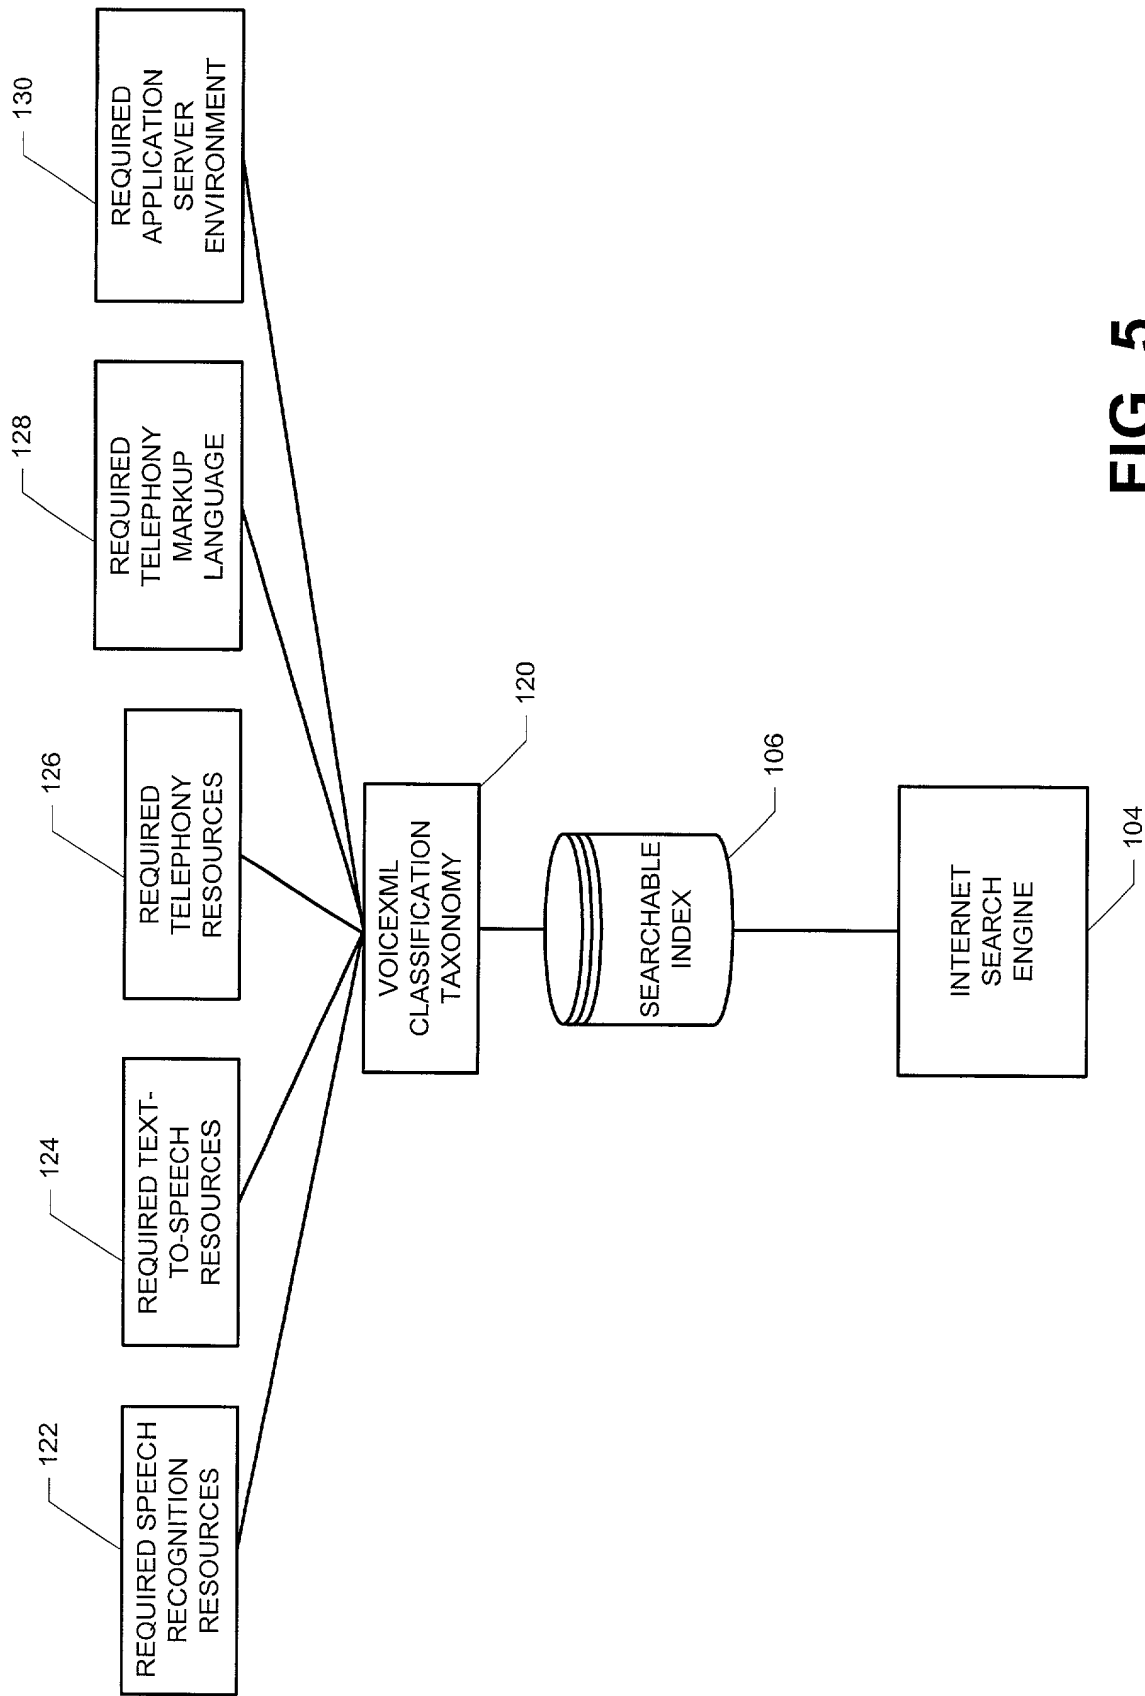 122
REQUIRED SPEECH
RECOGNITION
RESOURCES
124
REQUIRED TEXT-
TO-SPEECH
RESOURCES
126
REQUIRED
TELEPHONY
RESOURCES
128
REQUIRED
TELEPHONY
MARKUP
LANGUAGE
130
REQUIRED
APPLICATION
SERVER
ENVIRONMENT
VOICEXML
CLASSIFICATION
TAXONOMY
120
SEARCHABLE
INDEX
106
INTERNET
SEARCH
ENGINE
104
FIG. 5